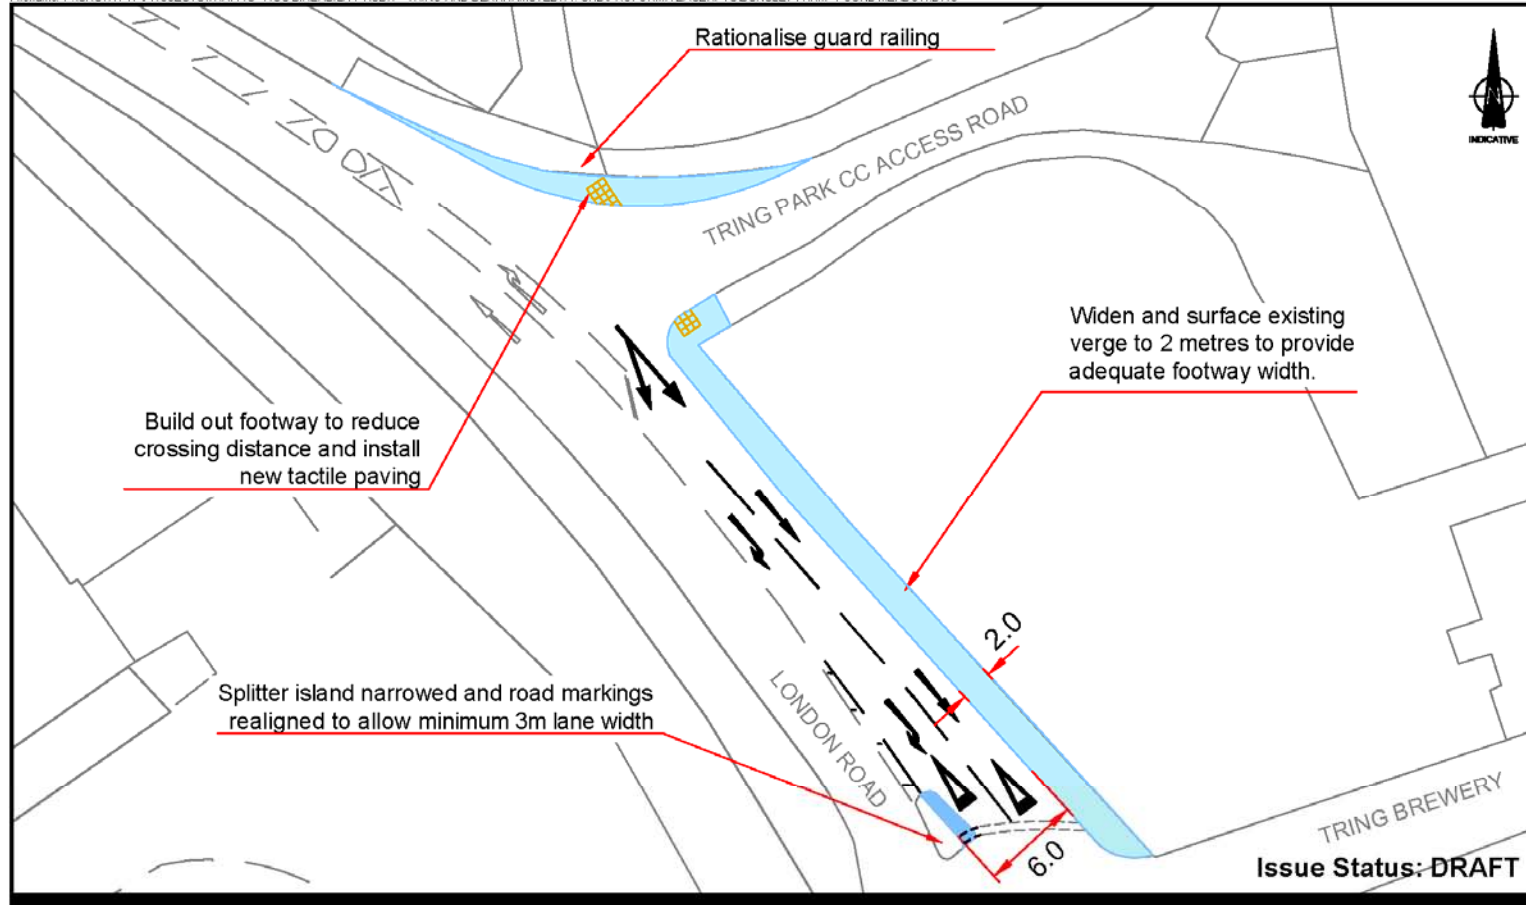 Rationalise guard railing
N
INDICATIVE
TRING PARK CC ACCESS ROAD
Widen and surface existing
verge to 2 metres to provide
adequate footway width.
Build out footway to reduce
crossing distance and install
new tactile paving
2.0
Splitter island narrowed and road markings
realigned to allow minimum 3m lane width
LONDON ROAD
6.0
TRING BREWERY
Issue Status: DRAFT